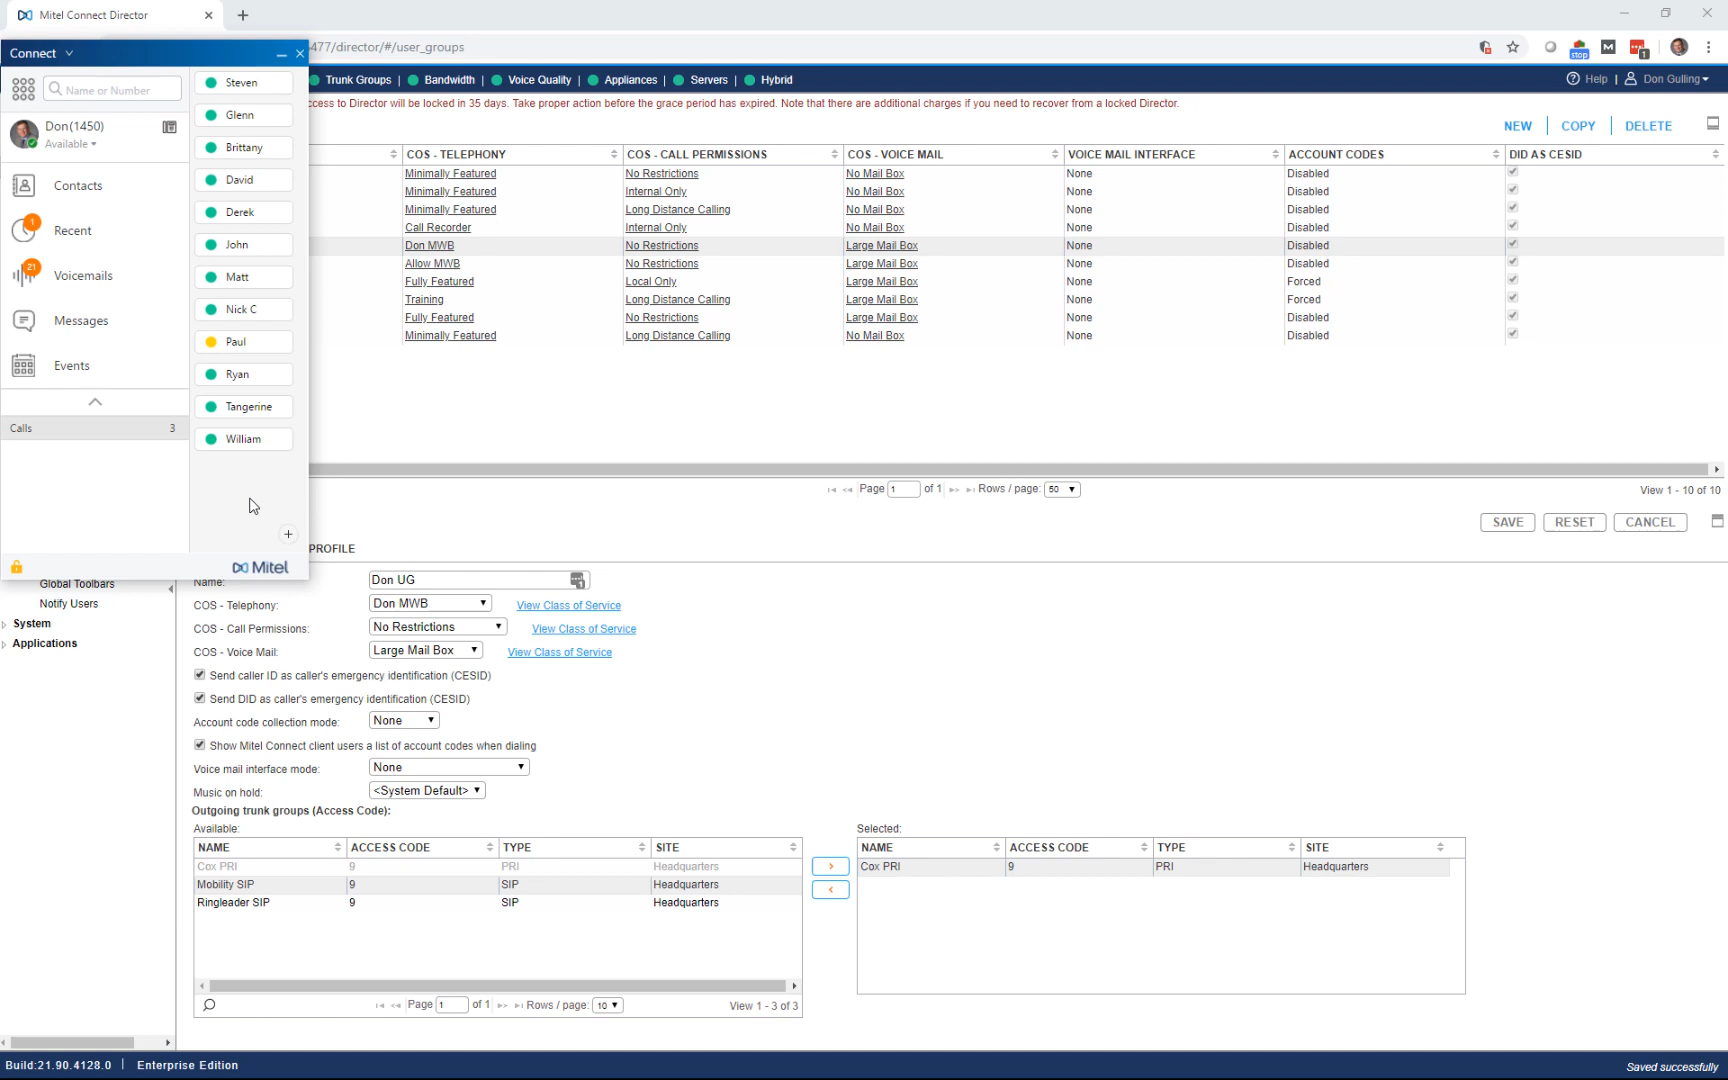 Mitel Connect Director
Connect
477/director/#/user_groups
stop
M
1
Name or Number
Trunk Groups | Bandwidth | Voice Quality | Appliances | Servers | Hybrid
Help | Don Gulling
ccess to Director will be locked in 35 days. Take proper action before the grace period has expired. Note that there are additional charges if you need to recover from a locked Director.
NEW | COPY | DELETE
Don(1450)
Available
Contacts
1
Recent
21
Voicemails
Messages
Events
Calls 3
Steven
Glenn
Brittany
David
Derek
John
Matt
Nick C
Paul
Ryan
Tangerine
William
+
Mitel
COS - TELEPHONY COS - CALL PERMISSIONS COS - VOICE MAIL VOICE MAIL INTERFACE ACCOUNT CODES DID AS CESID
Minimally Featured No Restrictions No Mail Box None Disabled
Minimally Featured Internal Only No Mail Box None Disabled
Minimally Featured Long Distance Calling No Mail Box None Disabled
Call Recorder Internal Only No Mail Box None Disabled
Don MWB No Restrictions Large Mail Box None Disabled
Allow MWB No Restrictions Large Mail Box None Disabled
Fully Featured Local Only Large Mail Box None Forced
Training Long Distance Calling Large Mail Box None Forced
Fully Featured No Restrictions Large Mail Box None Disabled
Minimally Featured Long Distance Calling No Mail Box None Disabled
Page 1 of 1 Rows / page: 50 View 1 - 10 of 10
SAVE RESET CANCEL
PROFILE
Global Toolbars
Notify Users
System
Applications
Name: Don UG
COS - Telephony: Don MWB View Class of Service
COS - Call Permissions: No Restrictions View Class of Service
COS - Voice Mail: Large Mail Box View Class of Service
Send caller ID as caller's emergency identification (CESID)
Send DID as caller's emergency identification (CESID)
Account code collection mode: None
Show Mitel Connect client users a list of account codes when dialing
Voice mail interface mode: None
Music on hold: <System Default>
Outgoing trunk groups (Access Code):
Available:
NAME ACCESS CODE TYPE SITE
Cox PRI 9 PRI Headquarters
Mobility SIP 9 SIP Headquarters
Ringleader SIP 9 SIP Headquarters
Page 1 of 1 Rows / page: 10 View 1 - 3 of 3
Selected:
NAME ACCESS CODE TYPE SITE
Cox PRI 9 PRI Headquarters
Build:21.90.4128.0 | Enterprise Edition
Saved successfully